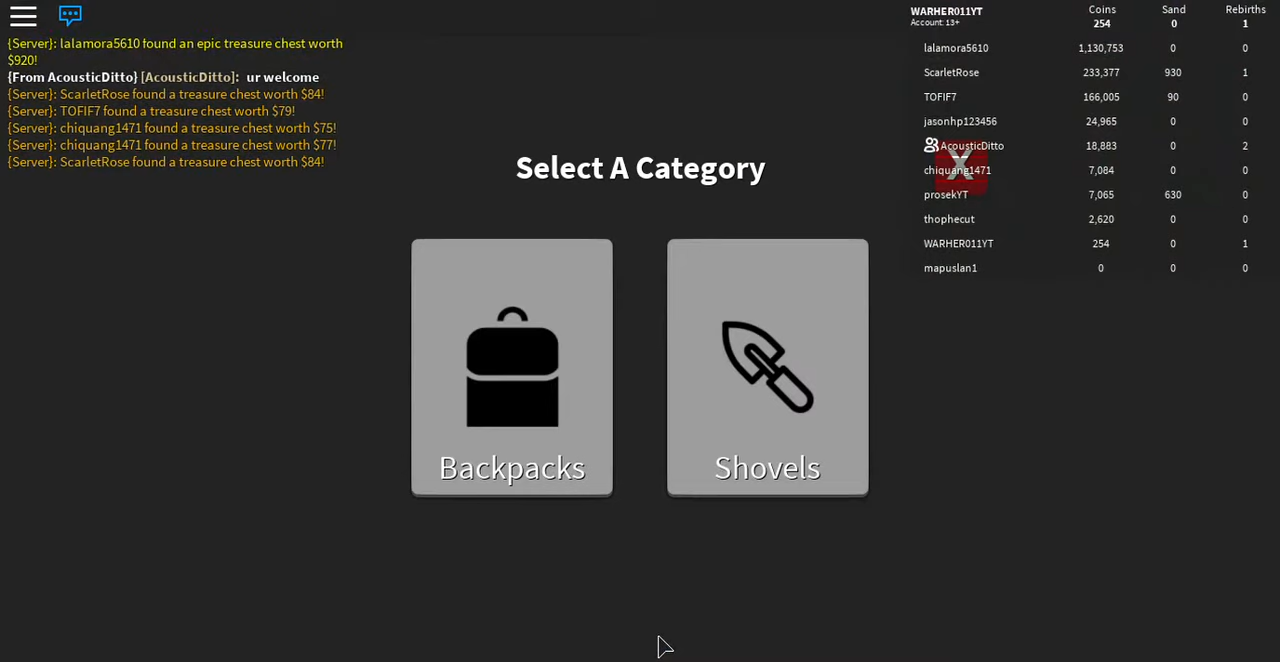 {Server}: lalamora5610 found an epic treasure chest worth
$920!
{From AcousticDitto} [AcousticDitto]: ur welcome
{Server}: ScarletRose found a treasure chest worth $84!
{Server}: TOFIF7 found a treasure chest worth $79!
{Server}: chiquang1471 found a treasure chest worth $75!
{Server}: chiquang1471 found a treasure chest worth $77!
{Server}: ScarletRose found a treasure chest worth $84!
WARHER011YT Coins Sand Rebirths
Account: 13+ 254 0 1
lalamora5610 1,130,753 0 0
ScarletRose 233,377 930 1
TOFIF7 166,005 90 0
jasonhp123456 24,965 0 0
AcousticDitto 18,883 0 2
chiquang1471 7,084 0 0
prosekYT 7,065 630 0
thophecut 2,620 0 0
WARHER011YT 254 0 1
mapuslan1 0 0 0
X
Select A Category
Backpacks
Shovels